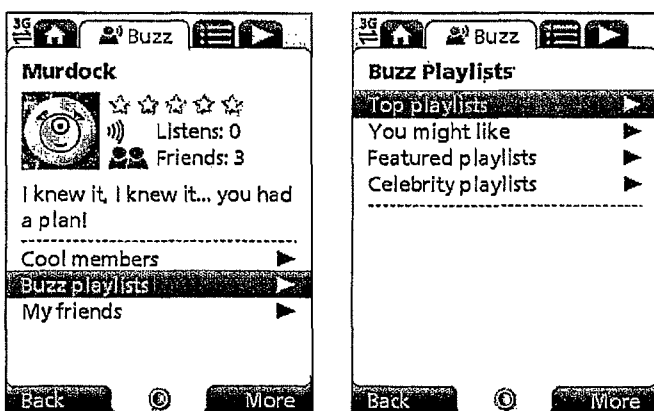 3G
Buzz
Murdock
Listens: 0
Friends: 3
I knew it, I knew it... you had
a plan!
Cool members
Buzz playlists
My friends
Back
More
3G
Buzz
Buzz Playlists
Top playlists
You might like
Featured playlists
Celebrity playlists
Back
More